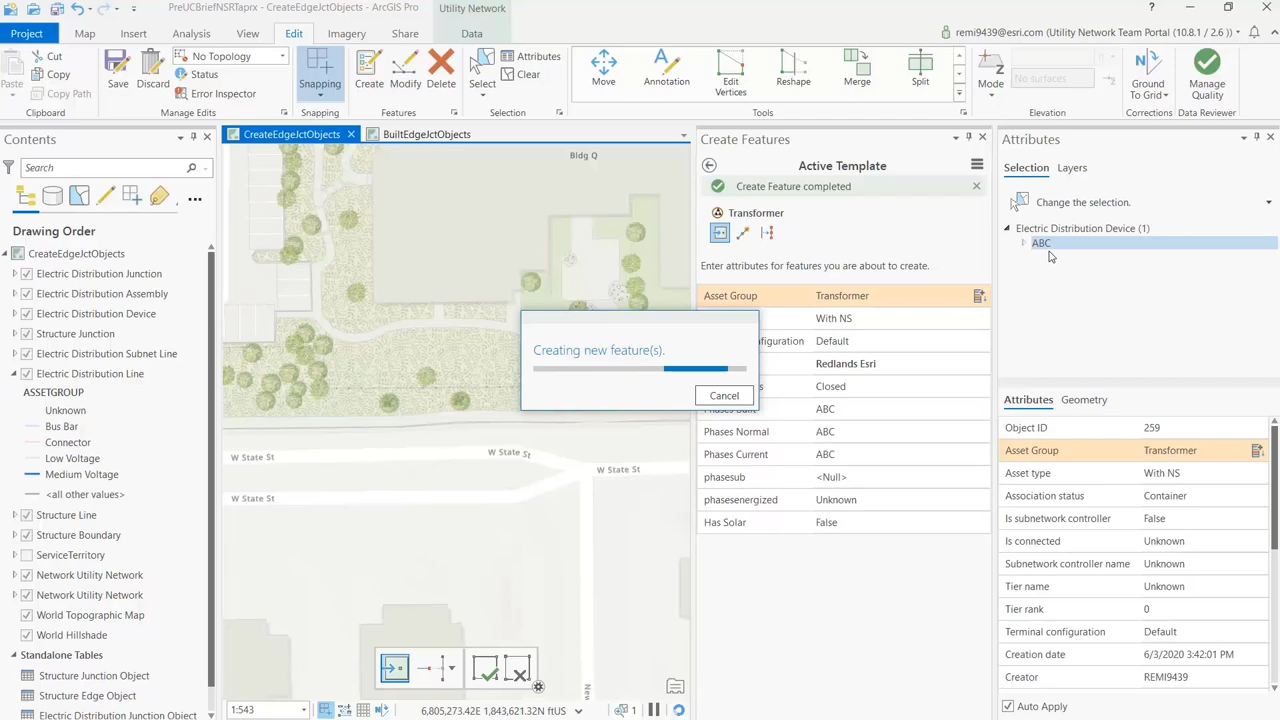 PreUCBriefNSRTaprx - CreateEdgeJctObjects - ArcGIS Pro
Utility Network
?
Project
Map
Insert
Analysis
View
Edit
Imagery
Share
Data
remi9439@esri.com (Utility Network Team Portal (10.8.1 / 2.6 ))
Paste
Cut
Copy
Copy Path
Clipboard
Save
Discard
No Topology
Status
Error Inspector
Manage Edits
Snapping
Snapping
Create
Modify
Delete
Features
Select
Attributes
Clear
Selection
Move
Annotation
Edit
Vertices
Reshape
Merge
Split
Tools
Mode
No surfaces
Elevation
Ground
To Grid
Corrections
Manage
Quality
Data Reviewer
Contents
Search
Drawing Order
CreateEdgeJctObjects
Electric Distribution Junction
Electric Distribution Assembly
Electric Distribution Device
Structure Junction
Electric Distribution Subnet Line
Electric Distribution Line
ASSETGROUP
Unknown
Bus Bar
Connector
Low Voltage
Medium Voltage
<all other values>
Structure Line
Structure Boundary
ServiceTerritory
Network Utility Network
Network Utility Network
World Topographic Map
World Hillshade
Standalone Tables
Structure Junction Object
Structure Edge Object
Electric Distribution Junction Object
CreateEdgeJctObjects
BuiltEdgeJctObjects
Bldg Q
W State St
W State St
W State St
W State St
New
1:543
6,805,273.42E 1,843,621.32N ftUS
1
Creating new feature(s).
Cancel
Create Features
Active Template
Create Feature completed
Transformer
Enter attributes for features you are about to create.
Asset Group Transformer
With NS
figuration Default
Redlands Esri
s Closed
Phases Built ABC
Phases Normal ABC
Phases Current ABC
phasesub <Null>
phasesenergized Unknown
Has Solar False
Attributes
Selection
Layers
Change the selection.
Electric Distribution Device (1)
ABC
Attributes
Geometry
Object ID 259
Asset Group Transformer
Asset type With NS
Association status Container
Is subnetwork controller False
Is connected Unknown
Subnetwork controller name Unknown
Tier name Unknown
Tier rank 0
Terminal configuration Default
Creation date 6/3/2020 3:42:01 PM
Creator REMI9439
Auto Apply